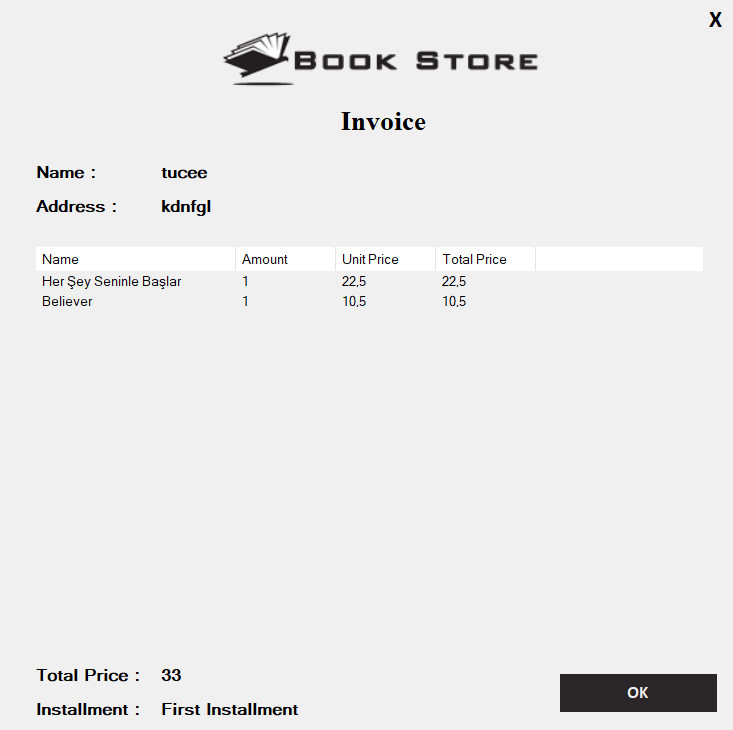 X
Book Store
Invoice
Name : tucee
Address : kdnfgl
Name Amount Unit Price Total Price
Her Şey Seninle Başlar 1 22,5 22,5
Believer 1 10,5 10,5
Total Price : 33
OK
Installment : First Installment